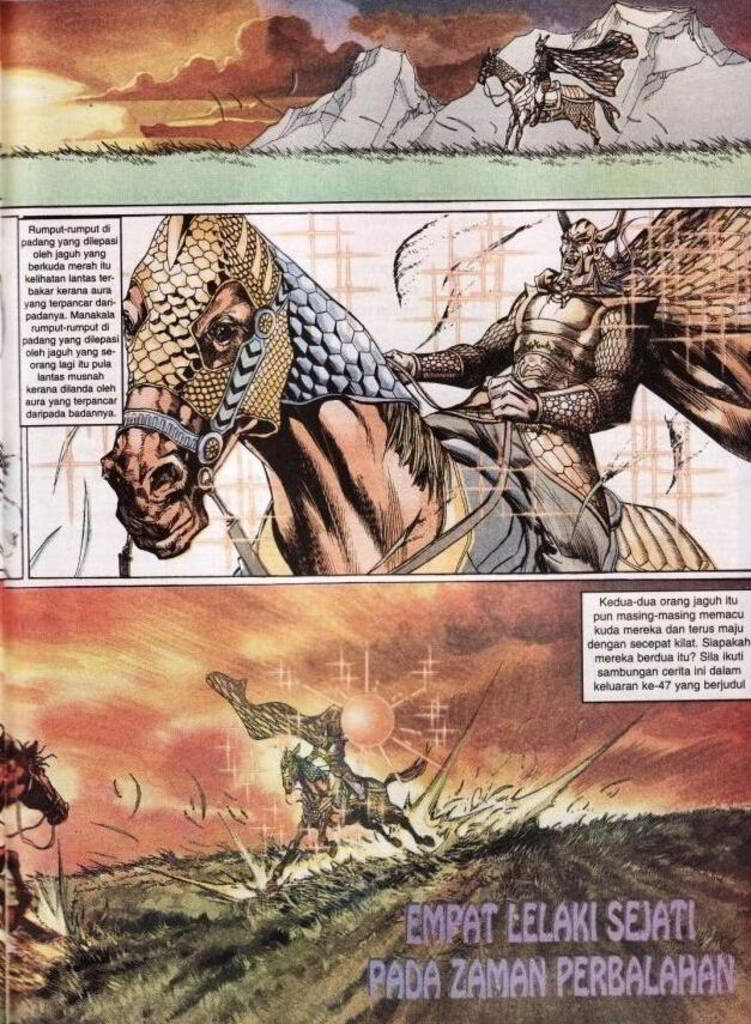 Rumput-rumput di
padang yang dilepasi
oleh jaguh yang
berkuda merah itu
kelihatan lantas ter-
bakar kerana aura
yang terpancar dari-
padanya. Manakala
rumput-rumput di
padang yang dilepasi
oleh jaguh yang se-
orang lagi itu pula
lantas musnah
kerana dilanda oleh
aura yang terpancar
daripada badannya.
Kedua-dua orang jaguh itu
pun masing-masing memacu
kuda mereka dan terus maju
dengan secepat kilat. Siapakah
mereka berdua itu? Sila ikuti
sambungan cerita ini dalam
keluaran ke-47 yang berjudul
EMPAT LELAKI SEJATI
PADA ZAMAN PERBALAHAN